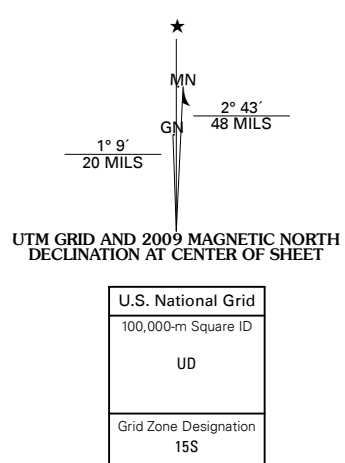 ★
MN
GN
2° 43´
48 MILS
1° 9´
20 MILS
UTM GRID AND 2009 MAGNETIC NORTH
DECLINATION AT CENTER OF SHEET
U.S. National Grid
100,000-m Square ID
UD
Grid Zone Designation
15S